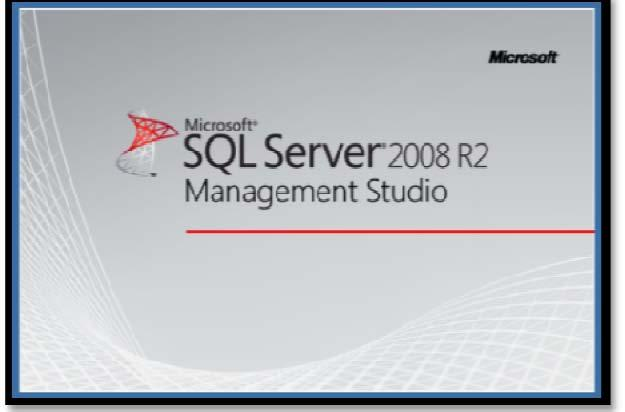 Microsoft
Microsoft®
SQL Server® 2008 R2
Management Studio